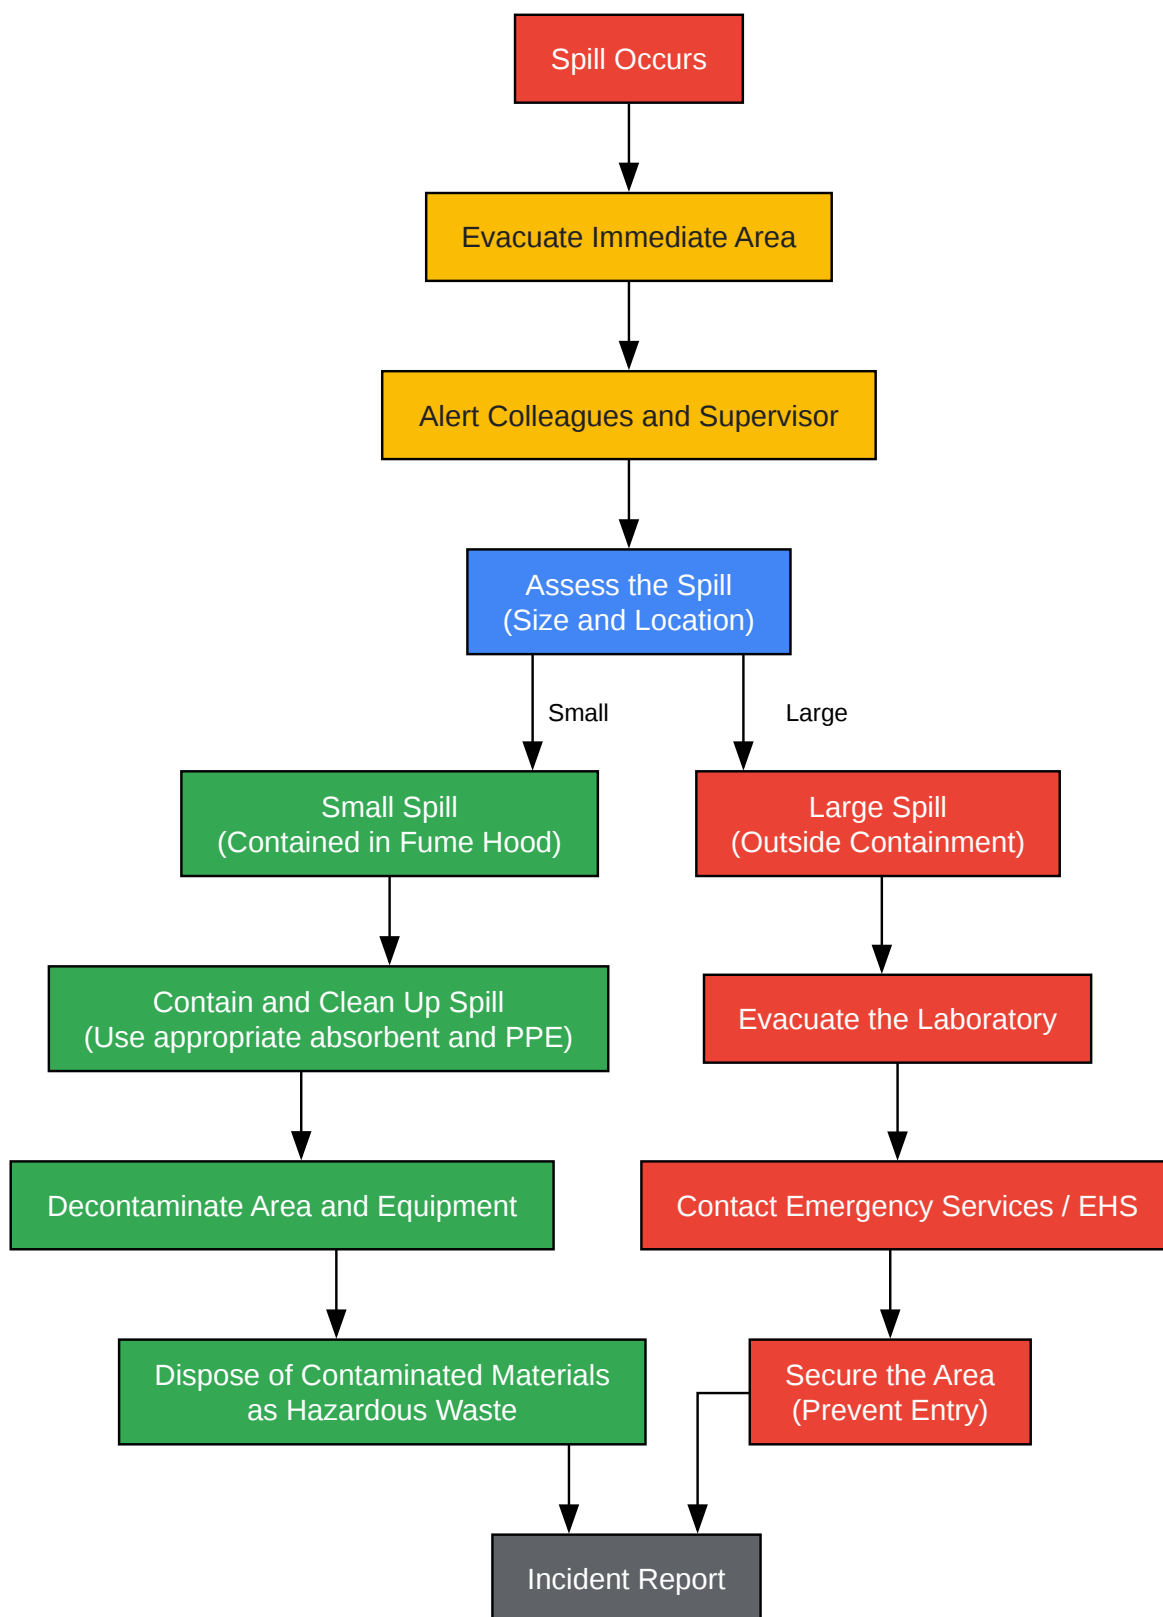 Spill Occurs
Evacuate Immediate Area
Alert Colleagues and Supervisor
Assess the Spill
(Size and Location)
Small
Large
Small Spill
(Contained in Fume Hood)
Large Spill
(Outside Containment)
Contain and Clean Up Spill
(Use appropriate absorbent and PPE)
Evacuate the Laboratory
Decontaminate Area and Equipment
Contact Emergency Services / EHS
Dispose of Contaminated Materials
as Hazardous Waste
Secure the Area
(Prevent Entry)
Incident Report